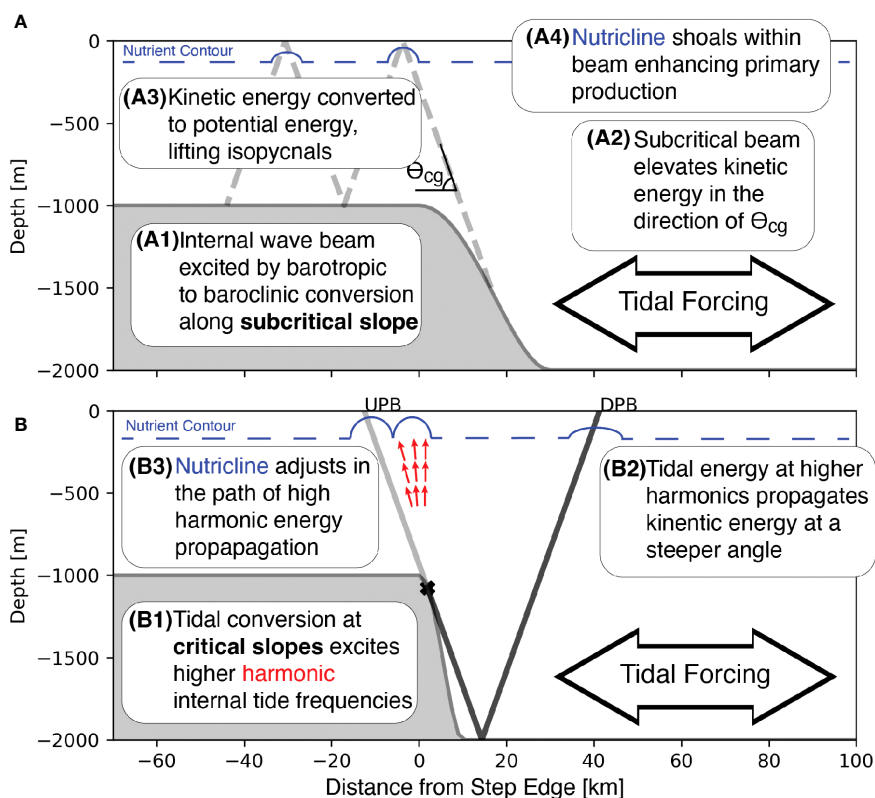 A
0
Nutrient Contour
(A4) Nutricline shoals within
beam enhancing primary
production
(A3) Kinetic energy converted
to potential energy,
lifting isopycnals
−500
(A2) Subcritical beam
elevates kinetic
energy in the
direction of Ɵcg
Ɵcg
Depth [m]
−1000
(A1) Internal wave beam
excited by barotropic
to baroclinic conversion
along subcritical slope
−1500
Tidal Forcing
−2000
B
UPB
DPB
0
Nutrient Contour
(B3) Nutricline adjusts in
the path of high
harmonic energy
propapagation
(B2) Tidal energy at higher
harmonics propagates
kinentic energy at a
steeper angle
−500
Depth [m]
−1000
(B1) Tidal conversion at
critical slopes excites
higher harmonic
internal tide frequencies
−1500
Tidal Forcing
−2000
−60 −40 −20 0 20 40 60 80 100
Distance from Step Edge [km]